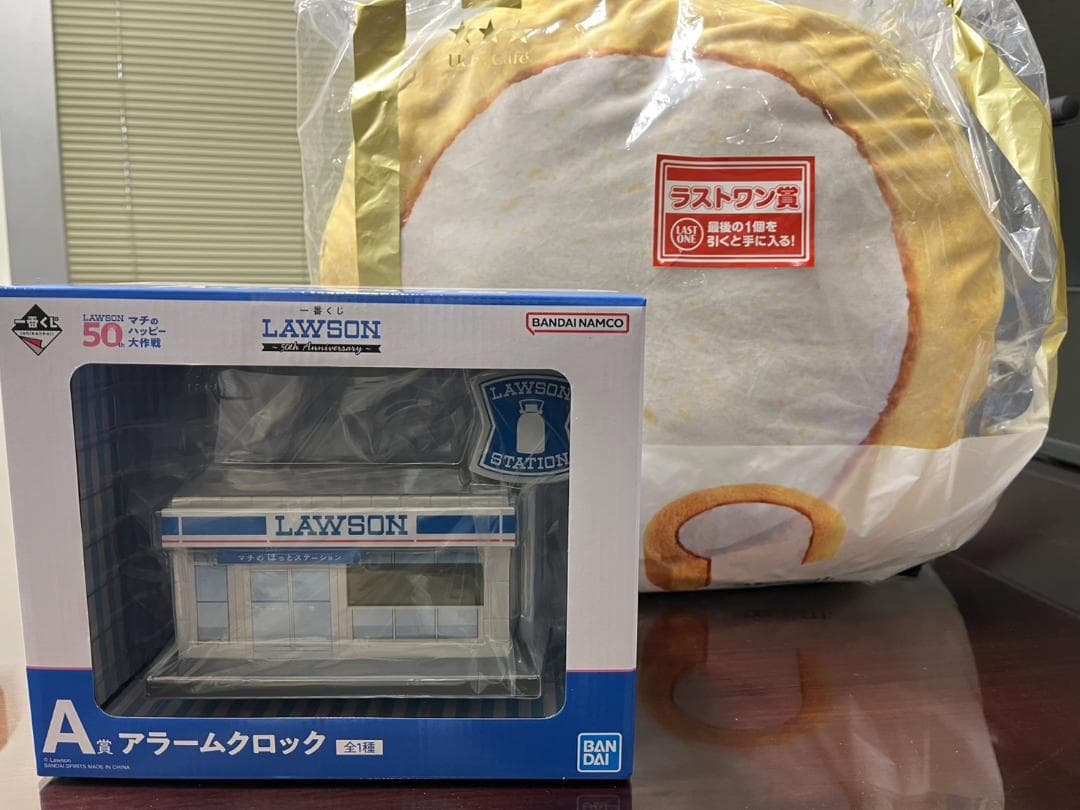 Uchi Café
ラストワン賞
LAST ONE
最後の1個を
引くと手に入る!
一番くじ
LAWSON
50th
マチの
ハッピー
大作戦
一番くじ
LAWSON
~50th Anniversary~
BANDAI NAMCO
LAWSON
STATION
LAWSON
マチのほっとステーション
A賞 アラームクロック 全1種
© Lawson
BANDAI SPIRITS MADE IN CHINA
BAN
DAI